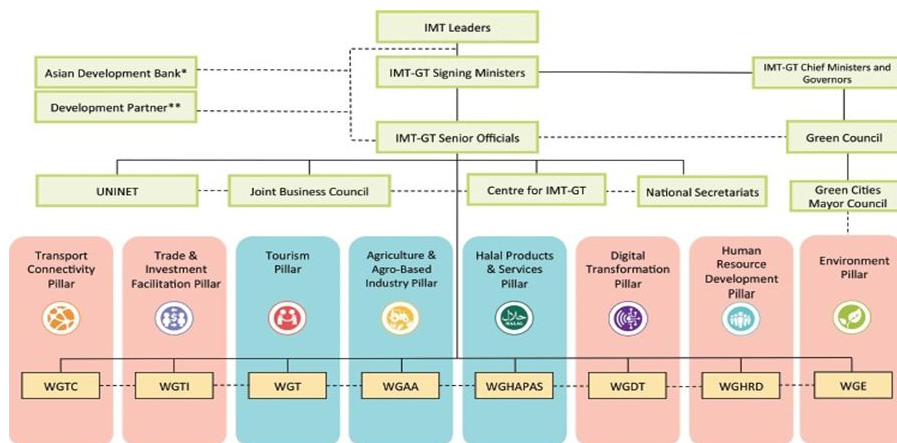 IMT Leaders
Asian Development Bank*
IMT-GT Signing Ministers
IMT-GT Chief Ministers and
Governors
Development Partner**
IMT-GT Senior Officials
Green Council
UNINET
Joint Business Council
Centre for IMT-GT
National Secretariats
Green Cities
Mayor Council
Transport
Connectivity
Pillar
Trade &
Investment
Facilitation Pillar
Tourism
Pillar
Agriculture &
Agro-Based
Industry Pillar
Halal Products
& Services
Pillar
Digital
Transformation
Pillar
Human
Resource
Development
Pillar
Environment
Pillar
$
حلال
HALAL
WGTC
WGTI
WGT
WGAA
WGHAPAS
WGDT
WGHRD
WGE